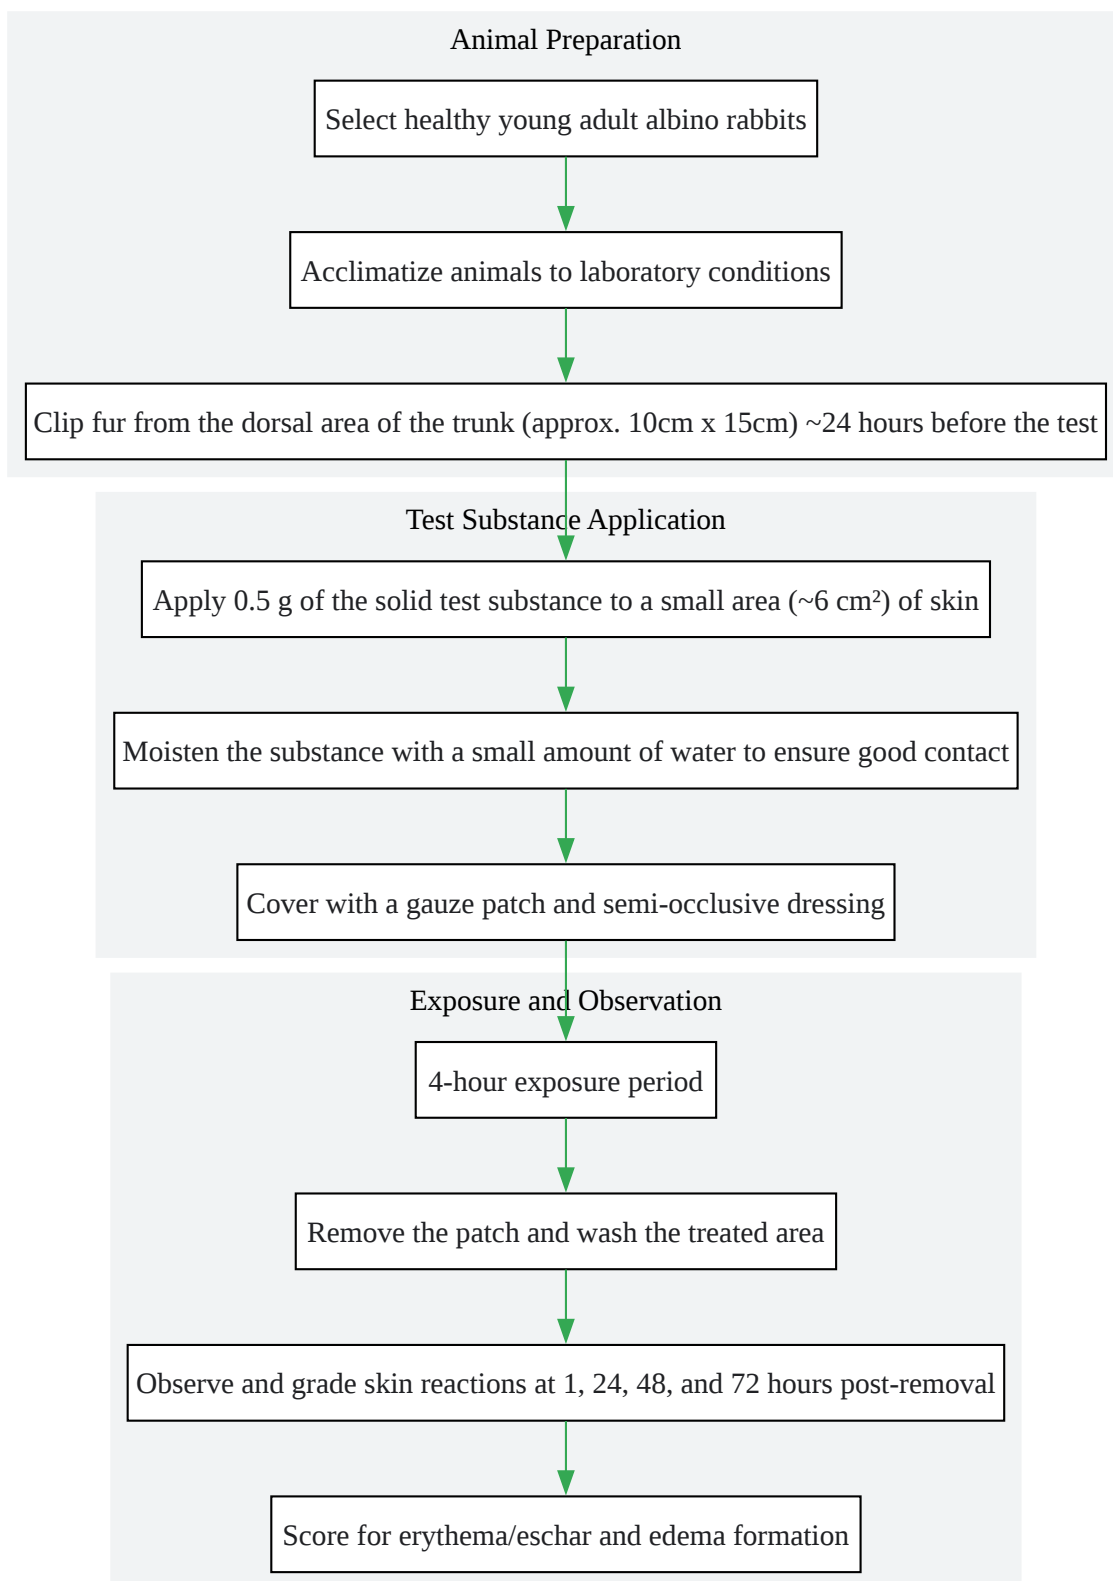 Animal Preparation
Select healthy young adult albino rabbits
Acclimatize animals to laboratory conditions
Clip fur from the dorsal area of the trunk (approx. 10cm x 15cm) ~24 hours before the test
Test Substance Application
Apply 0.5 g of the solid test substance to a small area (~6 cm²) of skin
Moisten the substance with a small amount of water to ensure good contact
Cover with a gauze patch and semi-occlusive dressing
Exposure and Observation
4-hour exposure period
Remove the patch and wash the treated area
Observe and grade skin reactions at 1, 24, 48, and 72 hours post-removal
Score for erythema/eschar and edema formation